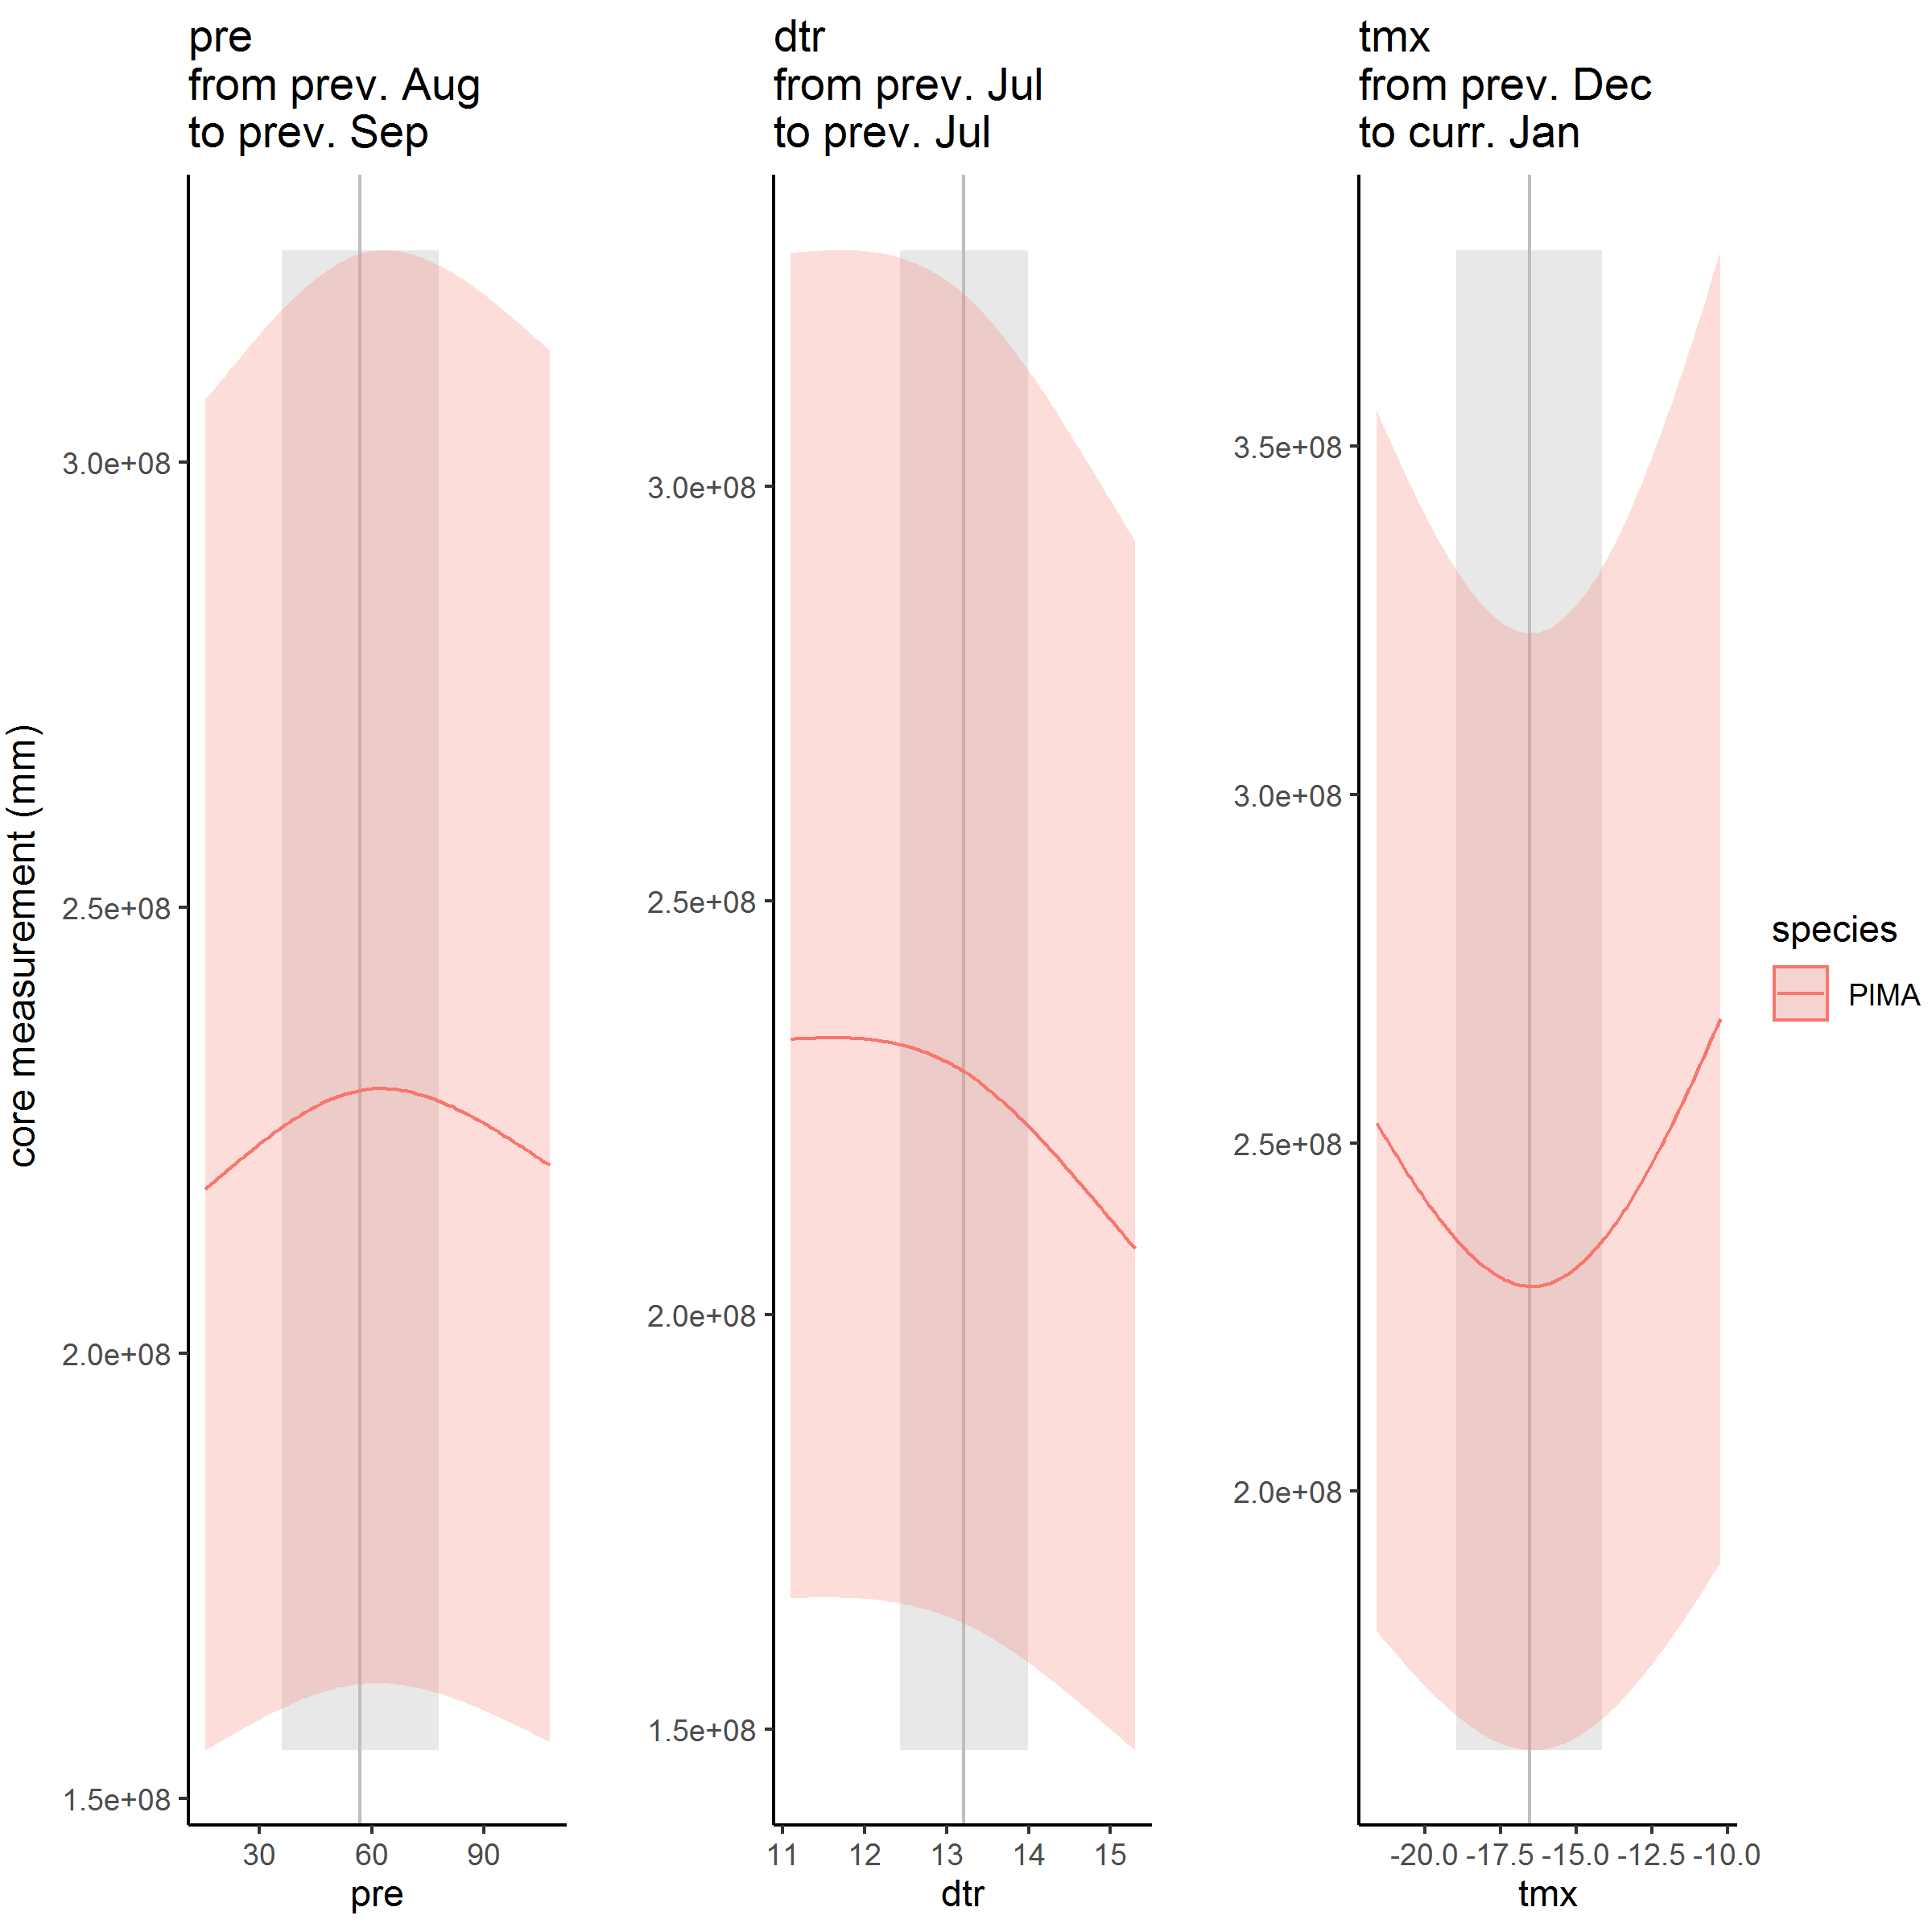 pre
from prev. Aug
to prev. Sep
dtr
from prev. Jul
to prev. Jul
tmx
from prev. Dec
to curr. Jan
core measurement (mm)
3.0e+08
2.5e+08
2.0e+08
1.5e+08
30 60 90
pre
3.0e+08
2.5e+08
2.0e+08
1.5e+08
11 12 13 14 15
dtr
3.5e+08
3.0e+08
2.5e+08
2.0e+08
-20.0 -17.5 -15.0 -12.5 -10.0
tmx
species
PIMA